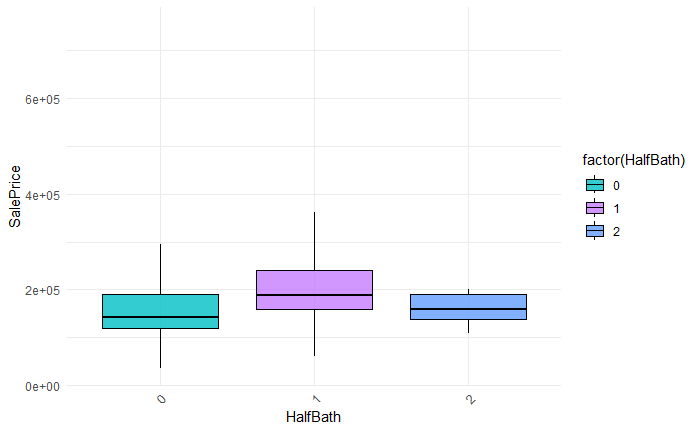 SalePrice
6e+05
4e+05
2e+05
0e+00
0
1
2
HalfBath
factor(HalfBath)
0
1
2